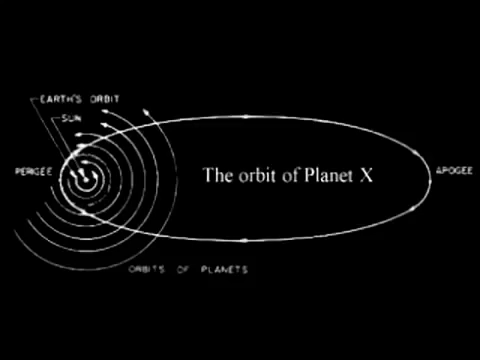 EARTH'S ORBIT
SUN
PERIGEE
The orbit of Planet X
APOGEE
ORBITS OF PLANETS